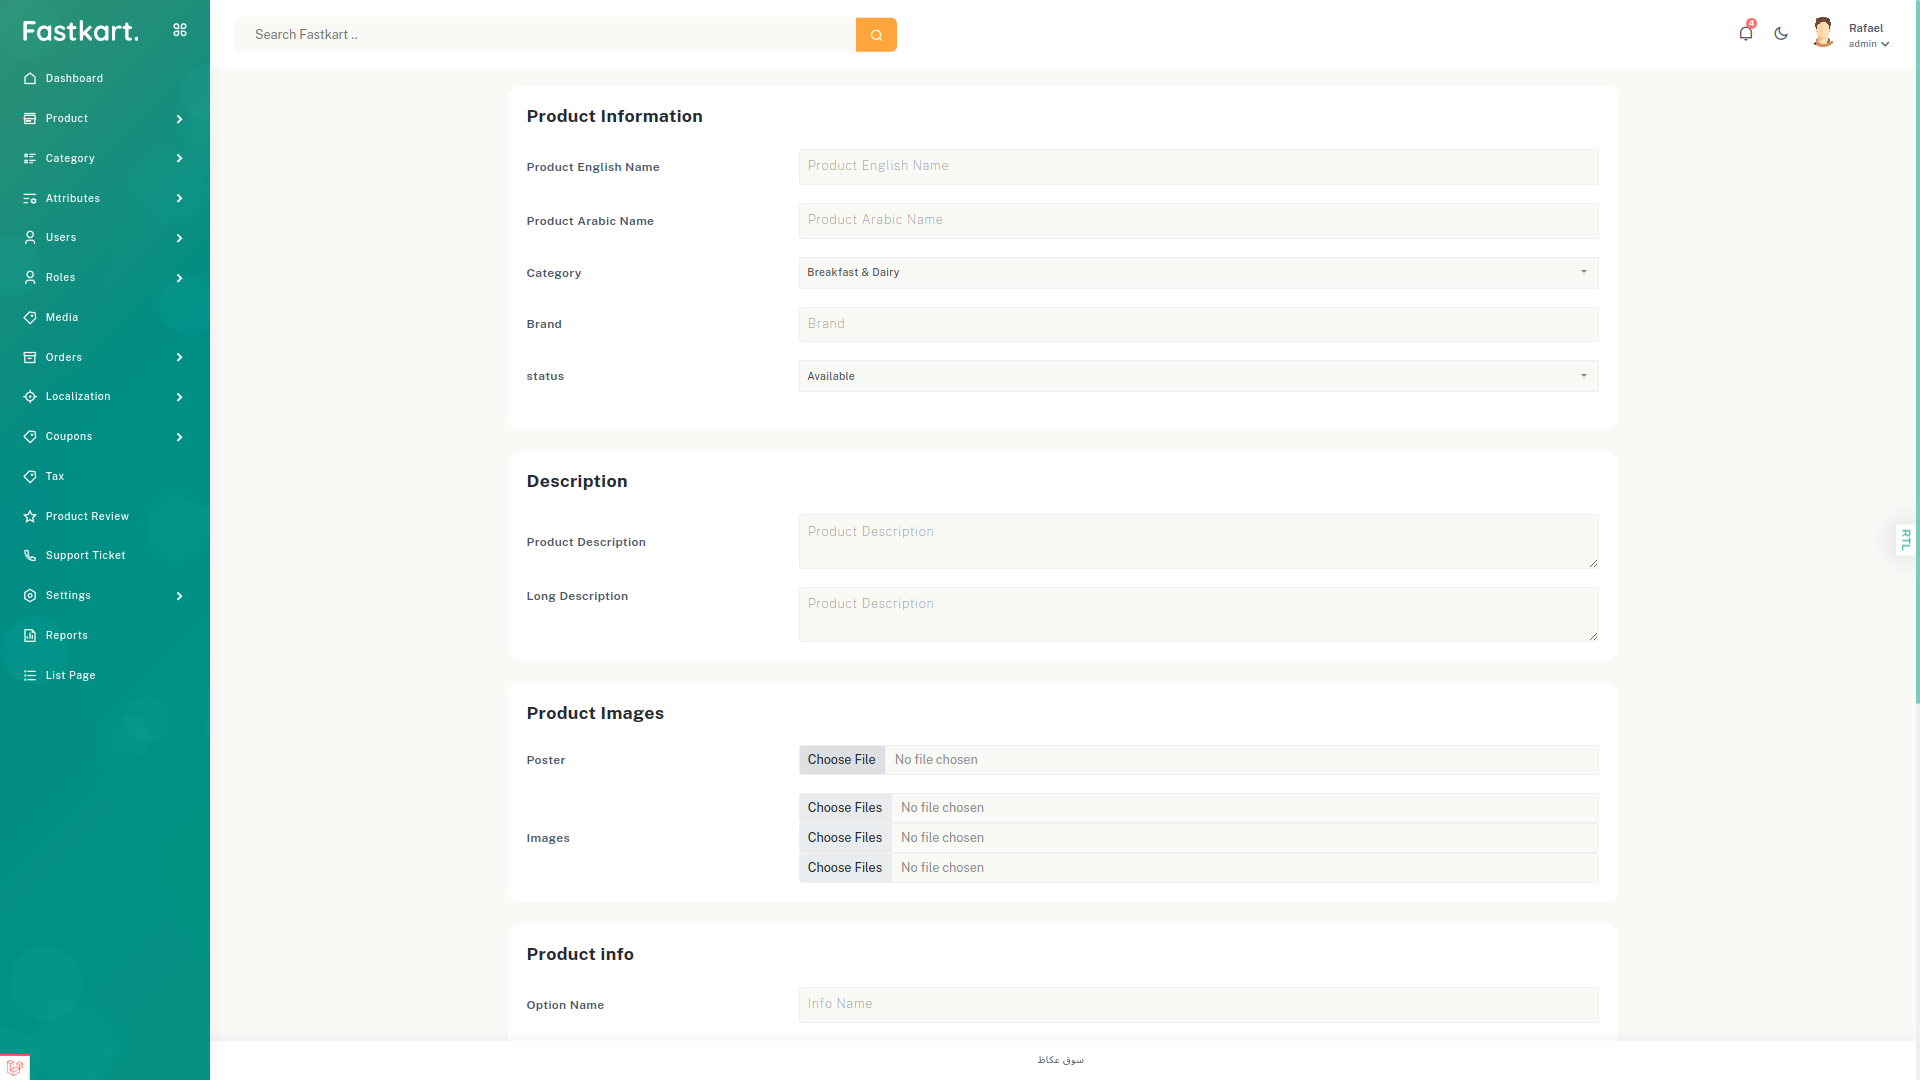 Fastkart.
Search Fastkart ..
4
Rafael
admin
Dashboard
Product
Category
Attributes
Users
Roles
Media
Orders
Localization
Coupons
Tax
Product Review
Support Ticket
Settings
Reports
List Page
Product Information
Product English Name
Product English Name
Product Arabic Name
Product Arabic Name
Category
Breakfast & Dairy
Brand
Brand
status
Available
Description
Product Description
Product Description
Long Description
Product Description
Product Images
Poster
Choose File No file chosen
Images
Choose Files No file chosen
Choose Files No file chosen
Choose Files No file chosen
Product info
Option Name
Info Name
RTL
سوق عكاظ